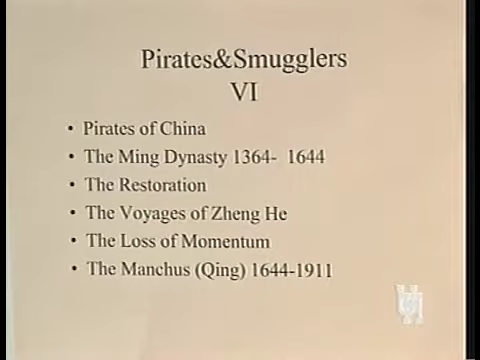 Pirates&Smugglers
VI
• Pirates of China
• The Ming Dynasty 1364- 1644
• The Restoration
• The Voyages of Zheng He
• The Loss of Momentum
• The Manchus (Qing) 1644-1911